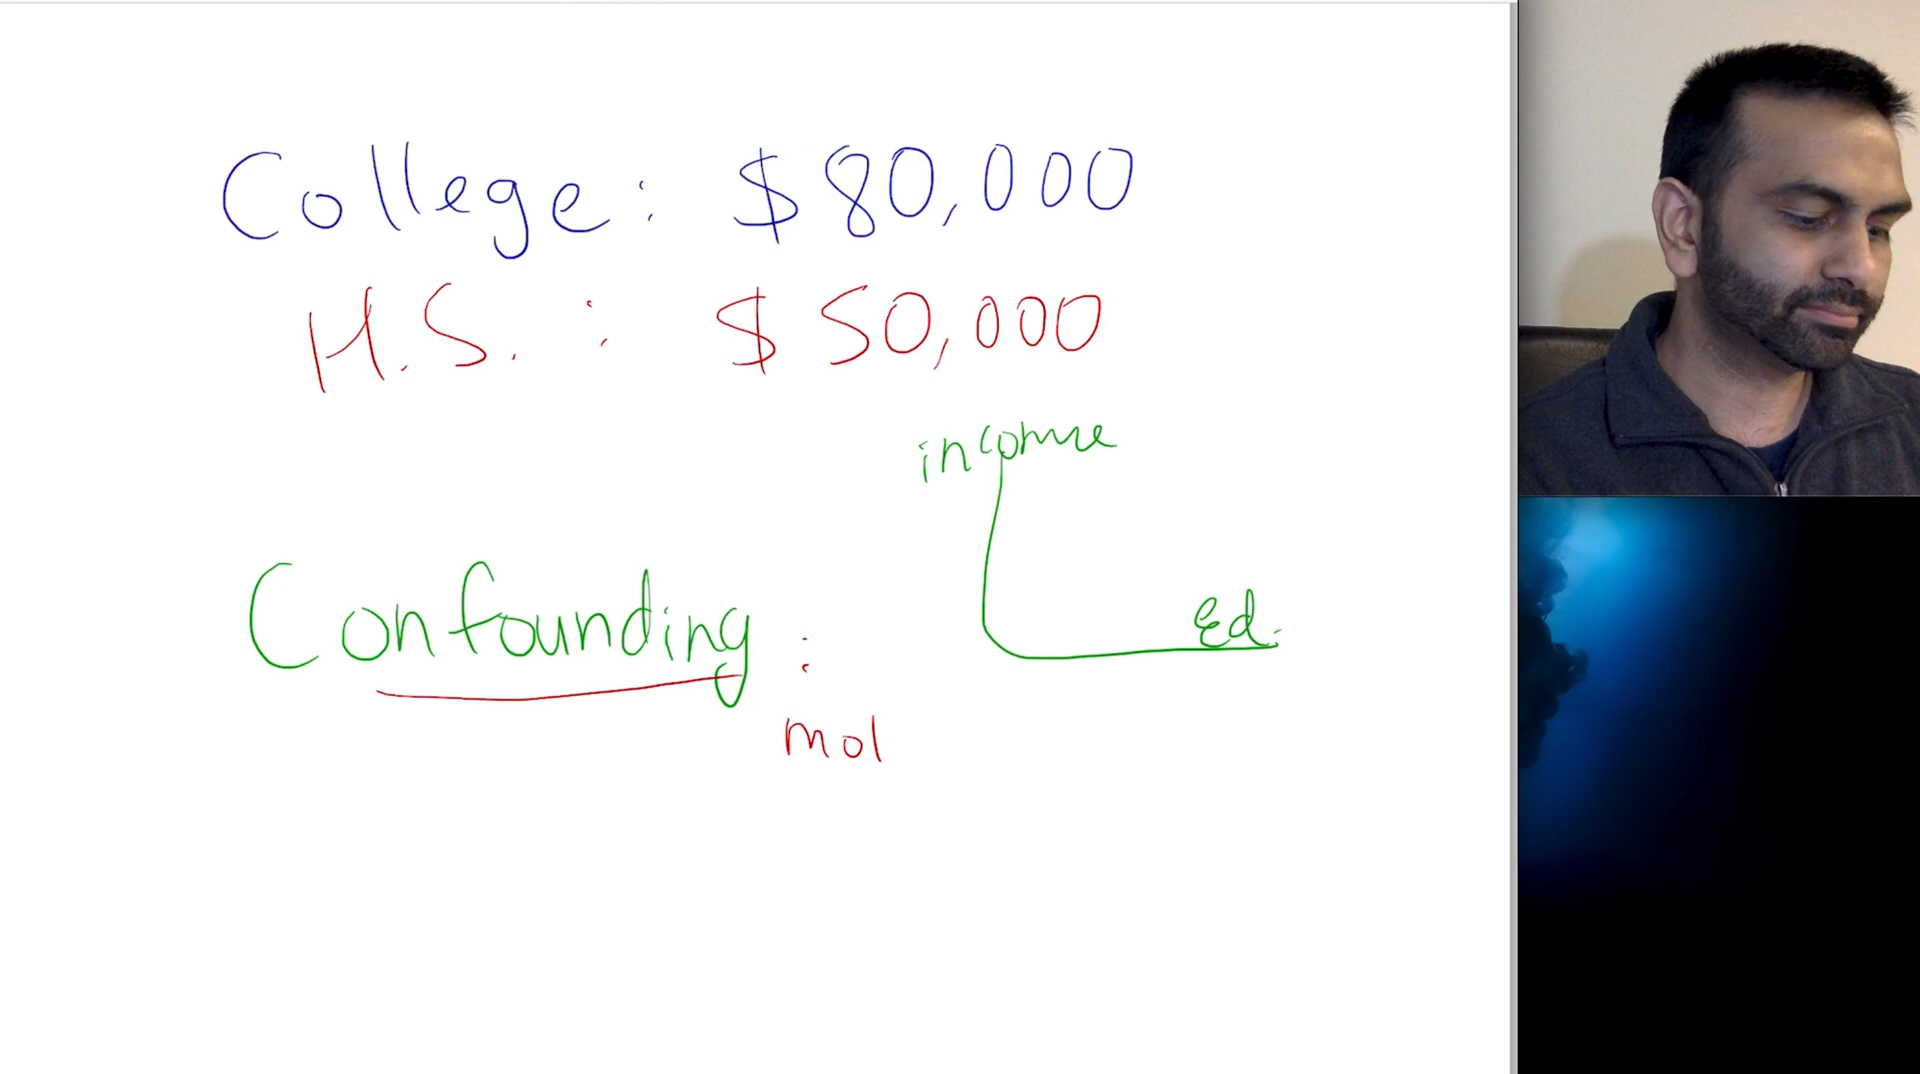 College: $80,000
H.S. : $50,000
income
Ed.
Confounding :
mol